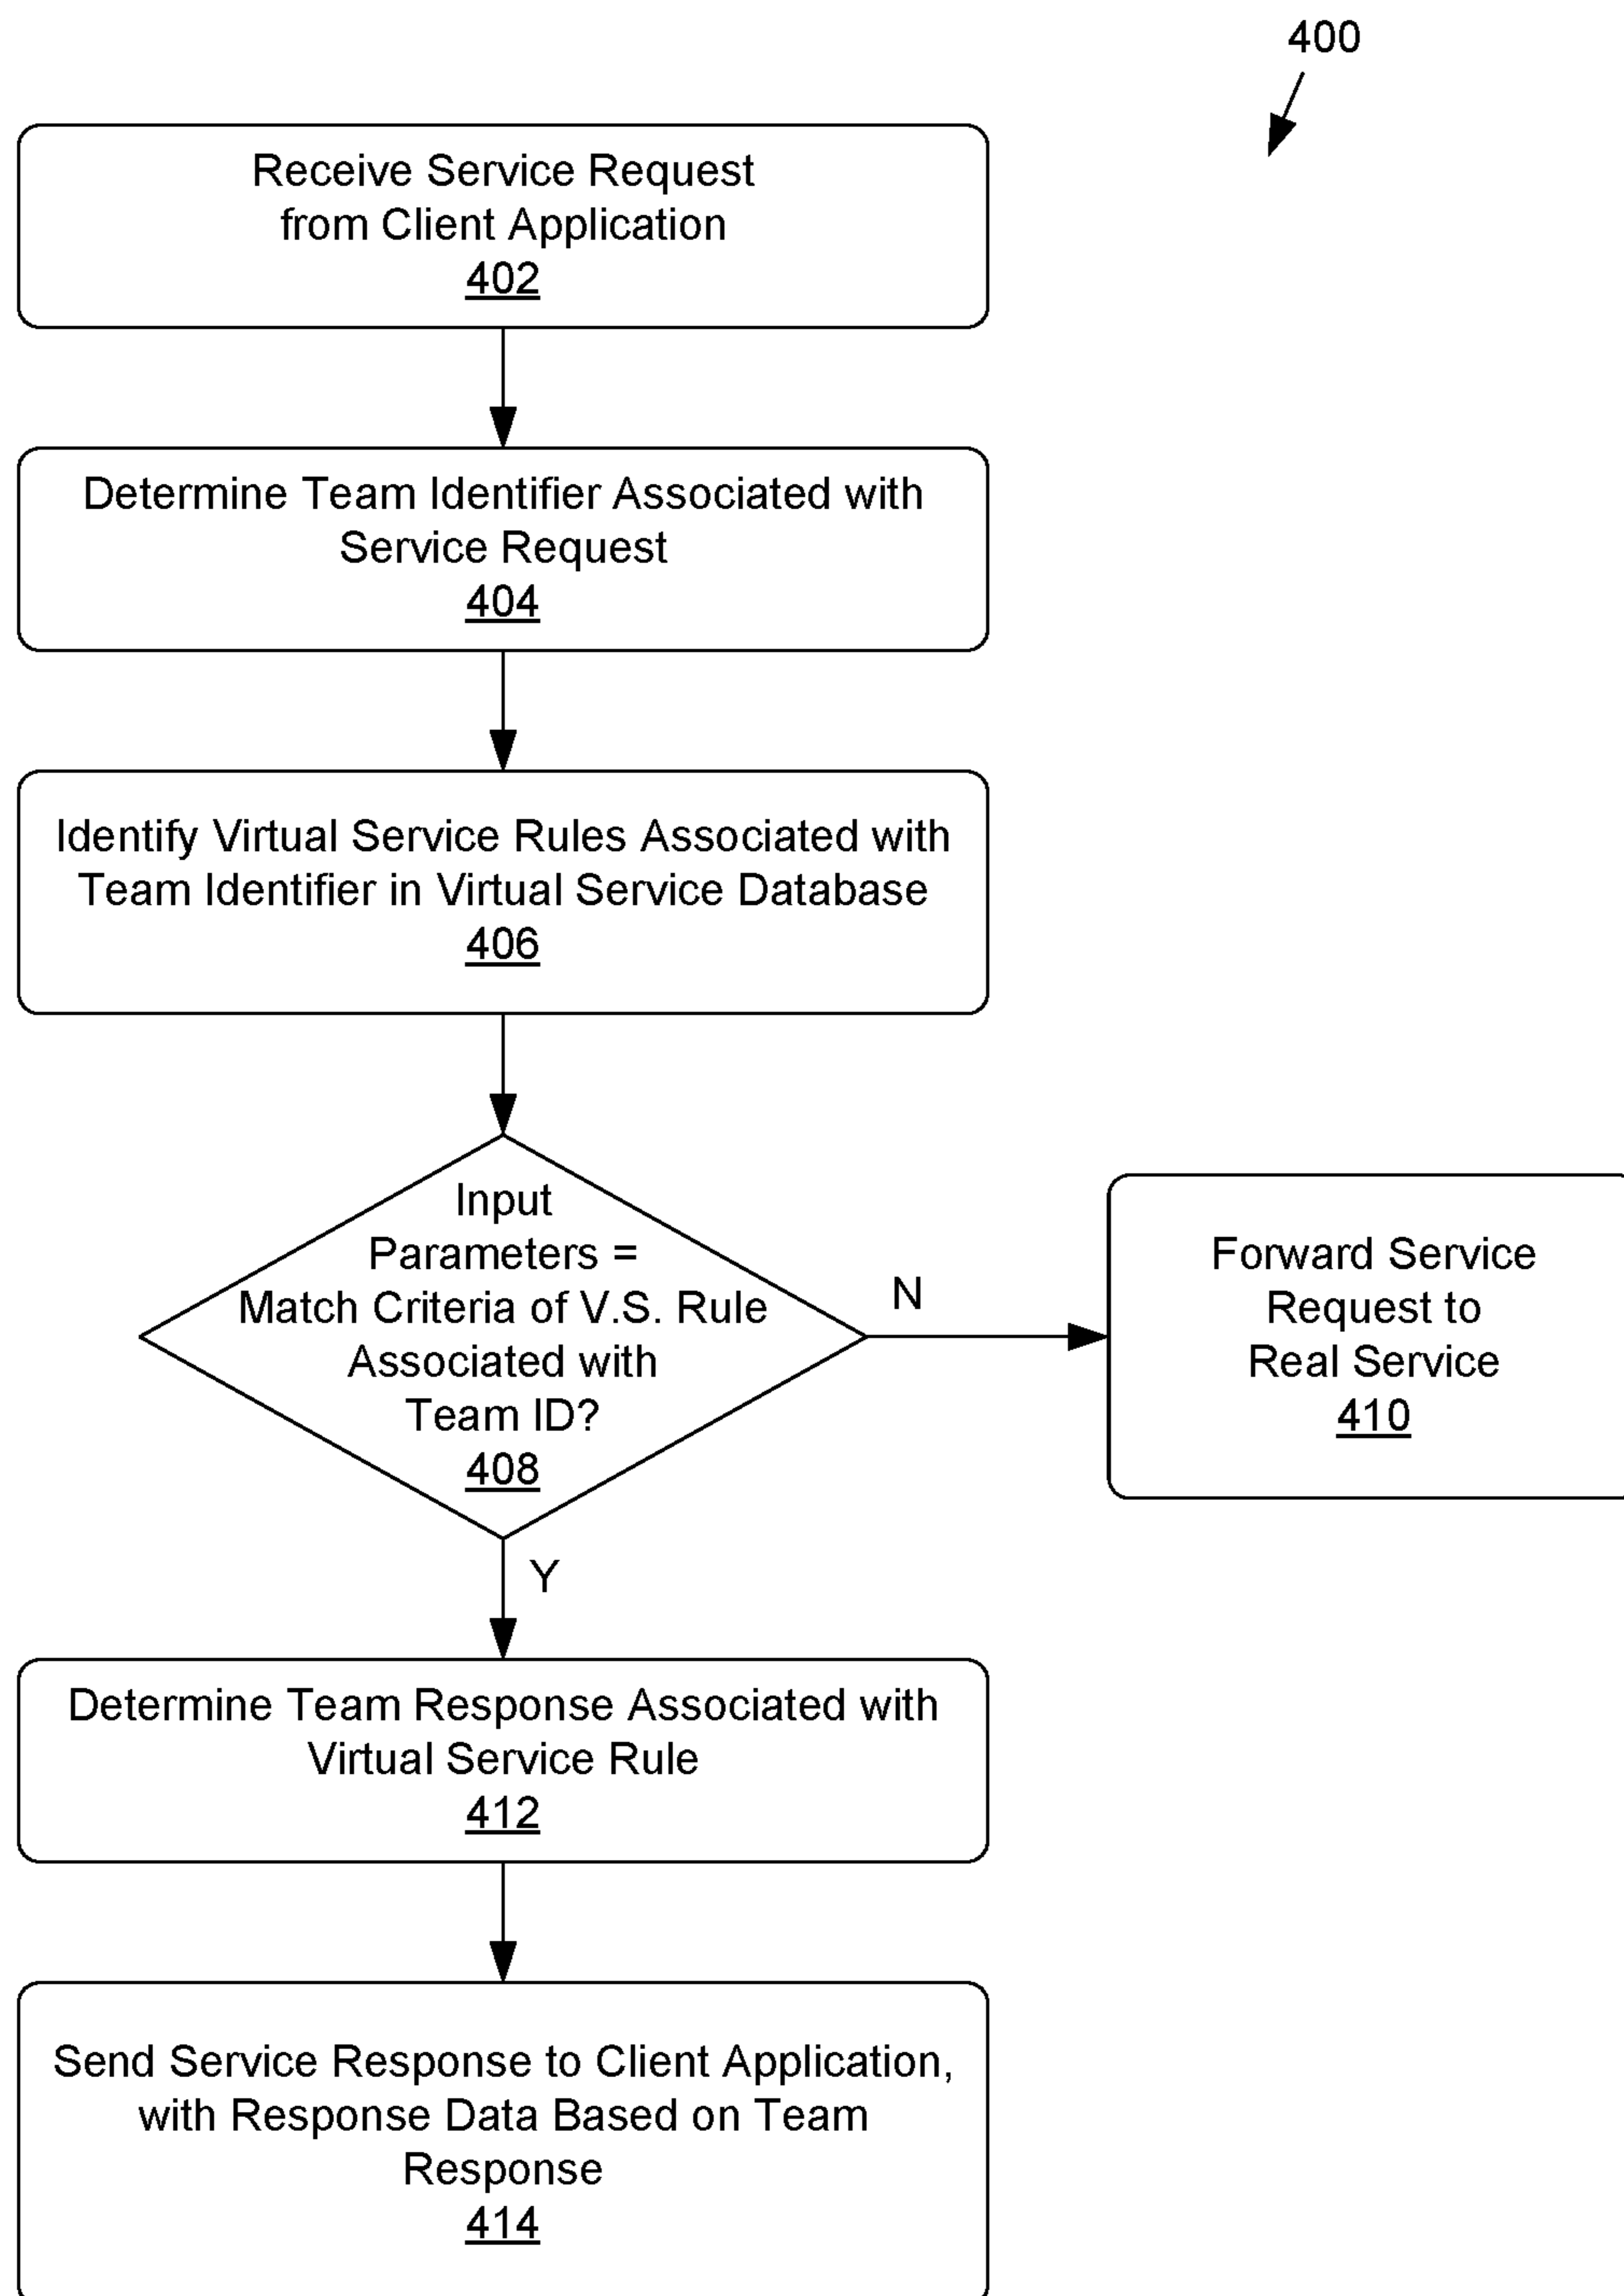 400
Receive Service Request
from Client Application
402
Determine Team Identifier Associated with
Service Request
404
Identify Virtual Service Rules Associated with
Team Identifier in Virtual Service Database
406
Input
Parameters =
Match Criteria of V.S. Rule
Associated with
Team ID?
408
N
Forward Service
Request to
Real Service
410
Y
Determine Team Response Associated with
Virtual Service Rule
412
Send Service Response to Client Application,
with Response Data Based on Team
Response
414